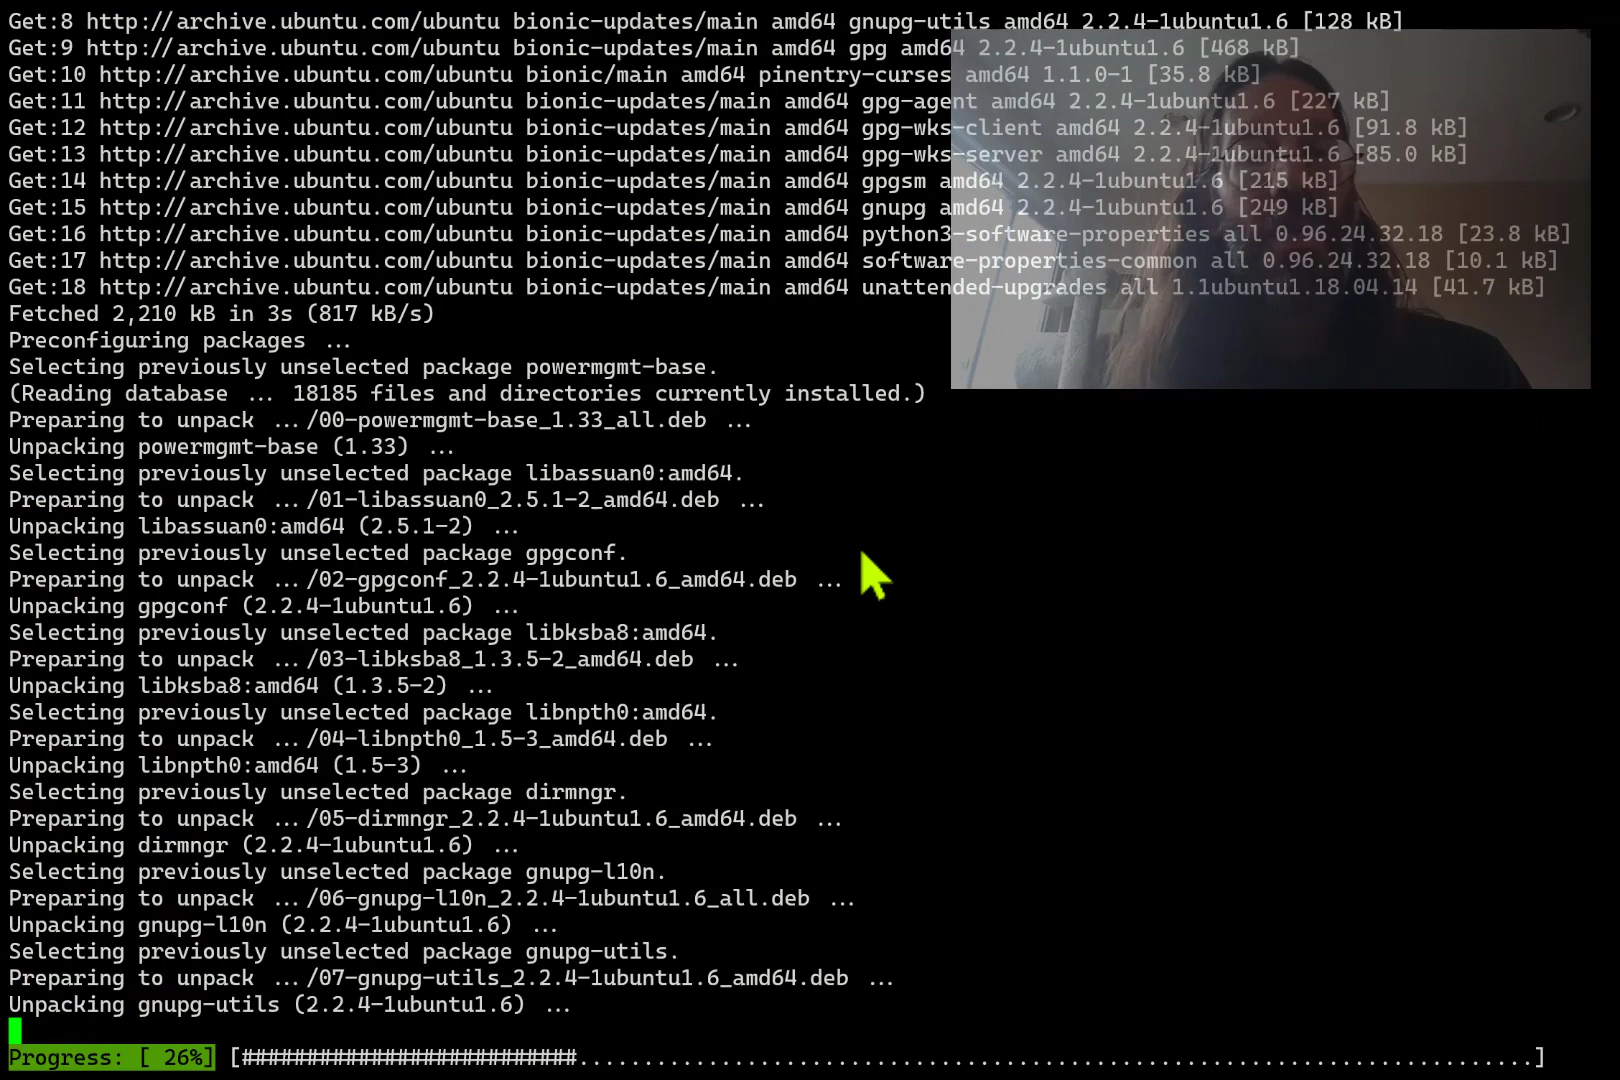 Get:8 http://archive.ubuntu.com/ubuntu bionic-updates/main amd64 gnupg-utils amd64 2.2.4-1ubuntu1.6 [128 kB]
Get:9 http://archive.ubuntu.com/ubuntu bionic-updates/main amd64 gpg amd64 2.2.4-1ubuntu1.6 [468 kB]
Get:10 http://archive.ubuntu.com/ubuntu bionic/main amd64 pinentry-curses amd64 1.1.0-1 [35.8 kB]
Get:11 http://archive.ubuntu.com/ubuntu bionic-updates/main amd64 gpg-agent amd64 2.2.4-1ubuntu1.6 [227 kB]
Get:12 http://archive.ubuntu.com/ubuntu bionic-updates/main amd64 gpg-wks-client amd64 2.2.4-1ubuntu1.6 [91.8 kB]
Get:13 http://archive.ubuntu.com/ubuntu bionic-updates/main amd64 gpg-wks-server amd64 2.2.4-1ubuntu1.6 [85.0 kB]
Get:14 http://archive.ubuntu.com/ubuntu bionic-updates/main amd64 gpgsm amd64 2.2.4-1ubuntu1.6 [215 kB]
Get:15 http://archive.ubuntu.com/ubuntu bionic-updates/main amd64 gnupg amd64 2.2.4-1ubuntu1.6 [249 kB]
Get:16 http://archive.ubuntu.com/ubuntu bionic-updates/main amd64 python3-software-properties all 0.96.24.32.18 [23.8 kB]
Get:17 http://archive.ubuntu.com/ubuntu bionic-updates/main amd64 software-properties-common all 0.96.24.32.18 [10.1 kB]
Get:18 http://archive.ubuntu.com/ubuntu bionic-updates/main amd64 unattended-upgrades all 1.1ubuntu1.18.04.14 [41.7 kB]
Fetched 2,210 kB in 3s (817 kB/s)
Preconfiguring packages ...
Selecting previously unselected package powermgmt-base.
(Reading database ... 18185 files and directories currently installed.)
Preparing to unpack .../00-powermgmt-base_1.33_all.deb ...
Unpacking powermgmt-base (1.33) ...
Selecting previously unselected package libassuan0:amd64.
Preparing to unpack .../01-libassuan0_2.5.1-2_amd64.deb ...
Unpacking libassuan0:amd64 (2.5.1-2) ...
Selecting previously unselected package gpgconf.
Preparing to unpack .../02-gpgconf_2.2.4-1ubuntu1.6_amd64.deb ...
Unpacking gpgconf (2.2.4-1ubuntu1.6) ...
Selecting previously unselected package libksba8:amd64.
Preparing to unpack .../03-libksba8_1.3.5-2_amd64.deb ...
Unpacking libksba8:amd64 (1.3.5-2) ...
Selecting previously unselected package libnpth0:amd64.
Preparing to unpack .../04-libnpth0_1.5-3_amd64.deb ...
Unpacking libnpth0:amd64 (1.5-3) ...
Selecting previously unselected package dirmngr.
Preparing to unpack .../05-dirmngr_2.2.4-1ubuntu1.6_amd64.deb ...
Unpacking dirmngr (2.2.4-1ubuntu1.6) ...
Selecting previously unselected package gnupg-l10n.
Preparing to unpack .../06-gnupg-l10n_2.2.4-1ubuntu1.6_all.deb ...
Unpacking gnupg-l10n (2.2.4-1ubuntu1.6) ...
Selecting previously unselected package gnupg-utils.
Preparing to unpack .../07-gnupg-utils_2.2.4-1ubuntu1.6_amd64.deb ...
Unpacking gnupg-utils (2.2.4-1ubuntu1.6) ...
Progress: [ 26%] [##########################..........................................................................]